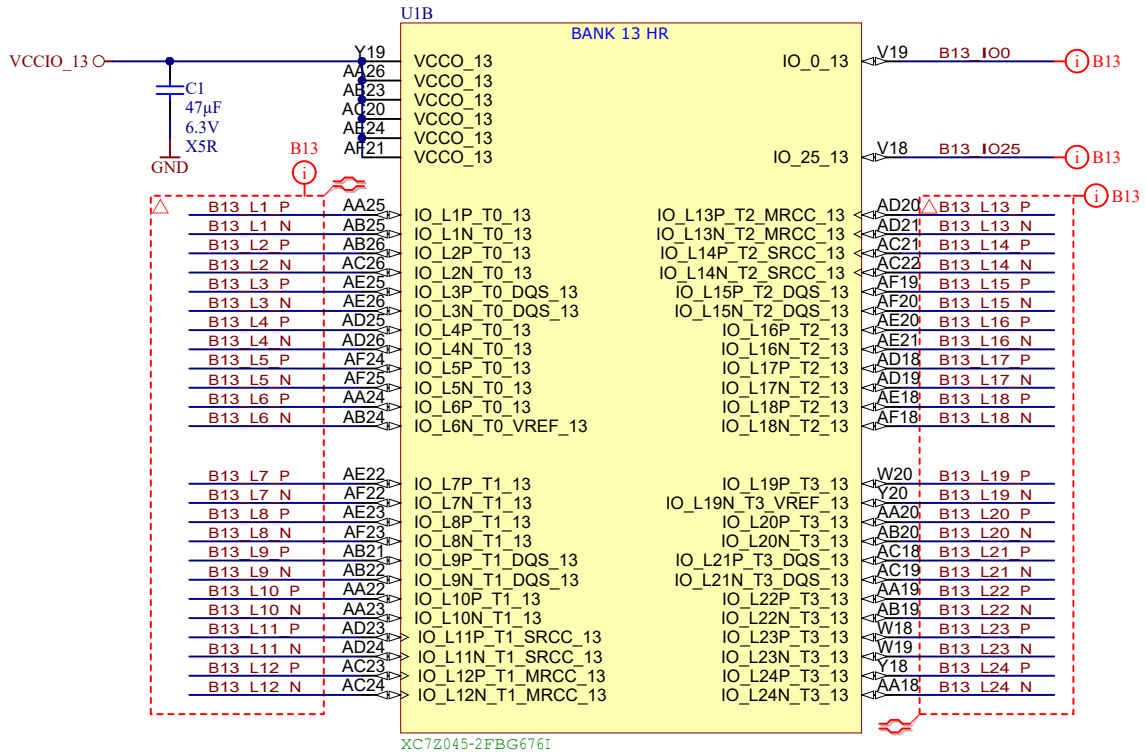 U1B
BANK 13 HR
VCCIO_13
Y19 VCCO_13 IO_0_13 V19 B13_IO0 i B13
AA26 VCCO_13
AB23 VCCO_13
AC20 VCCO_13
AE24 VCCO_13
AF21 VCCO_13 IO_25_13 V18 B13_IO25 i B13
C1
47µF
6.3V
X5R
GND
B13
i
i B13
B13_L1_P AA25 IO_L1P_T0_13 IO_L13P_T2_MRCC_13 AD20 B13_L13_P
B13_L1_N AB25 IO_L1N_T0_13 IO_L13N_T2_MRCC_13 AD21 B13_L13_N
B13_L2_P AB26 IO_L2P_T0_13 IO_L14P_T2_SRCC_13 AC21 B13_L14_P
B13_L2_N AC26 IO_L2N_T0_13 IO_L14N_T2_SRCC_13 AC22 B13_L14_N
B13_L3_P AE25 IO_L3P_T0_DQS_13 IO_L15P_T2_DQS_13 AF19 B13_L15_P
B13_L3_N AE26 IO_L3N_T0_DQS_13 IO_L15N_T2_DQS_13 AF20 B13_L15_N
B13_L4_P AD25 IO_L4P_T0_13 IO_L16P_T2_13 AE20 B13_L16_P
B13_L4_N AD26 IO_L4N_T0_13 IO_L16N_T2_13 AE21 B13_L16_N
B13_L5_P AF24 IO_L5P_T0_13 IO_L17P_T2_13 AD18 B13_L17_P
B13_L5_N AF25 IO_L5N_T0_13 IO_L17N_T2_13 AD19 B13_L17_N
B13_L6_P AA24 IO_L6P_T0_13 IO_L18P_T2_13 AE18 B13_L18_P
B13_L6_N AB24 IO_L6N_T0_VREF_13 IO_L18N_T2_13 AF18 B13_L18_N
B13_L7_P AE22 IO_L7P_T1_13 IO_L19P_T3_13 W20 B13_L19_P
B13_L7_N AF22 IO_L7N_T1_13 IO_L19N_T3_VREF_13 Y20 B13_L19_N
B13_L8_P AE23 IO_L8P_T1_13 IO_L20P_T3_13 AA20 B13_L20_P
B13_L8_N AF23 IO_L8N_T1_13 IO_L20N_T3_13 AB20 B13_L20_N
B13_L9_P AB21 IO_L9P_T1_DQS_13 IO_L21P_T3_DQS_13 AC18 B13_L21_P
B13_L9_N AB22 IO_L9N_T1_DQS_13 IO_L21N_T3_DQS_13 AC19 B13_L21_N
B13_L10_P AA22 IO_L10P_T1_13 IO_L22P_T3_13 AA19 B13_L22_P
B13_L10_N AA23 IO_L10N_T1_13 IO_L22N_T3_13 AB19 B13_L22_N
B13_L11_P AD23 IO_L11P_T1_SRCC_13 IO_L23P_T3_13 W18 B13_L23_P
B13_L11_N AD24 IO_L11N_T1_SRCC_13 IO_L23N_T3_13 W19 B13_L23_N
B13_L12_P AC23 IO_L12P_T1_MRCC_13 IO_L24P_T3_13 Y18 B13_L24_P
B13_L12_N AC24 IO_L12N_T1_MRCC_13 IO_L24N_T3_13 AA18 B13_L24_N
XC7Z045-2FBG676I